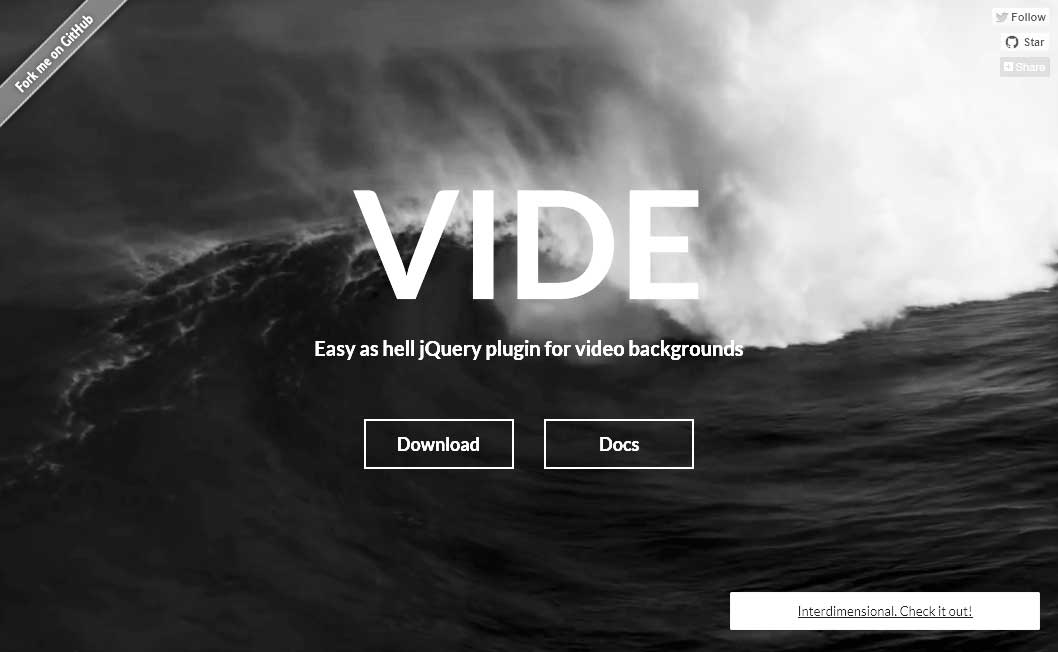 Fork me on GitHub
Follow
Star
Share
VIDE
Easy as hell jQuery plugin for video backgrounds
Download
Docs
Interdimensional. Check it out!